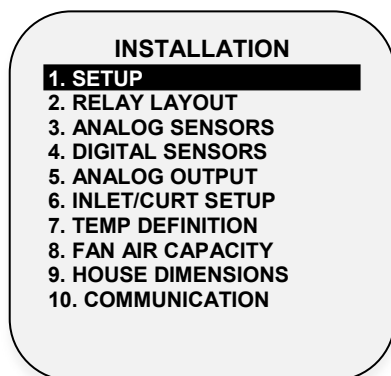 INSTALLATION
1. SETUP
2. RELAY LAYOUT
3. ANALOG SENSORS
4. DIGITAL SENSORS
5. ANALOG OUTPUT
6. INLET/CURT SETUP
7. TEMP DEFINITION
8. FAN AIR CAPACITY
9. HOUSE DIMENSIONS
10. COMMUNICATION